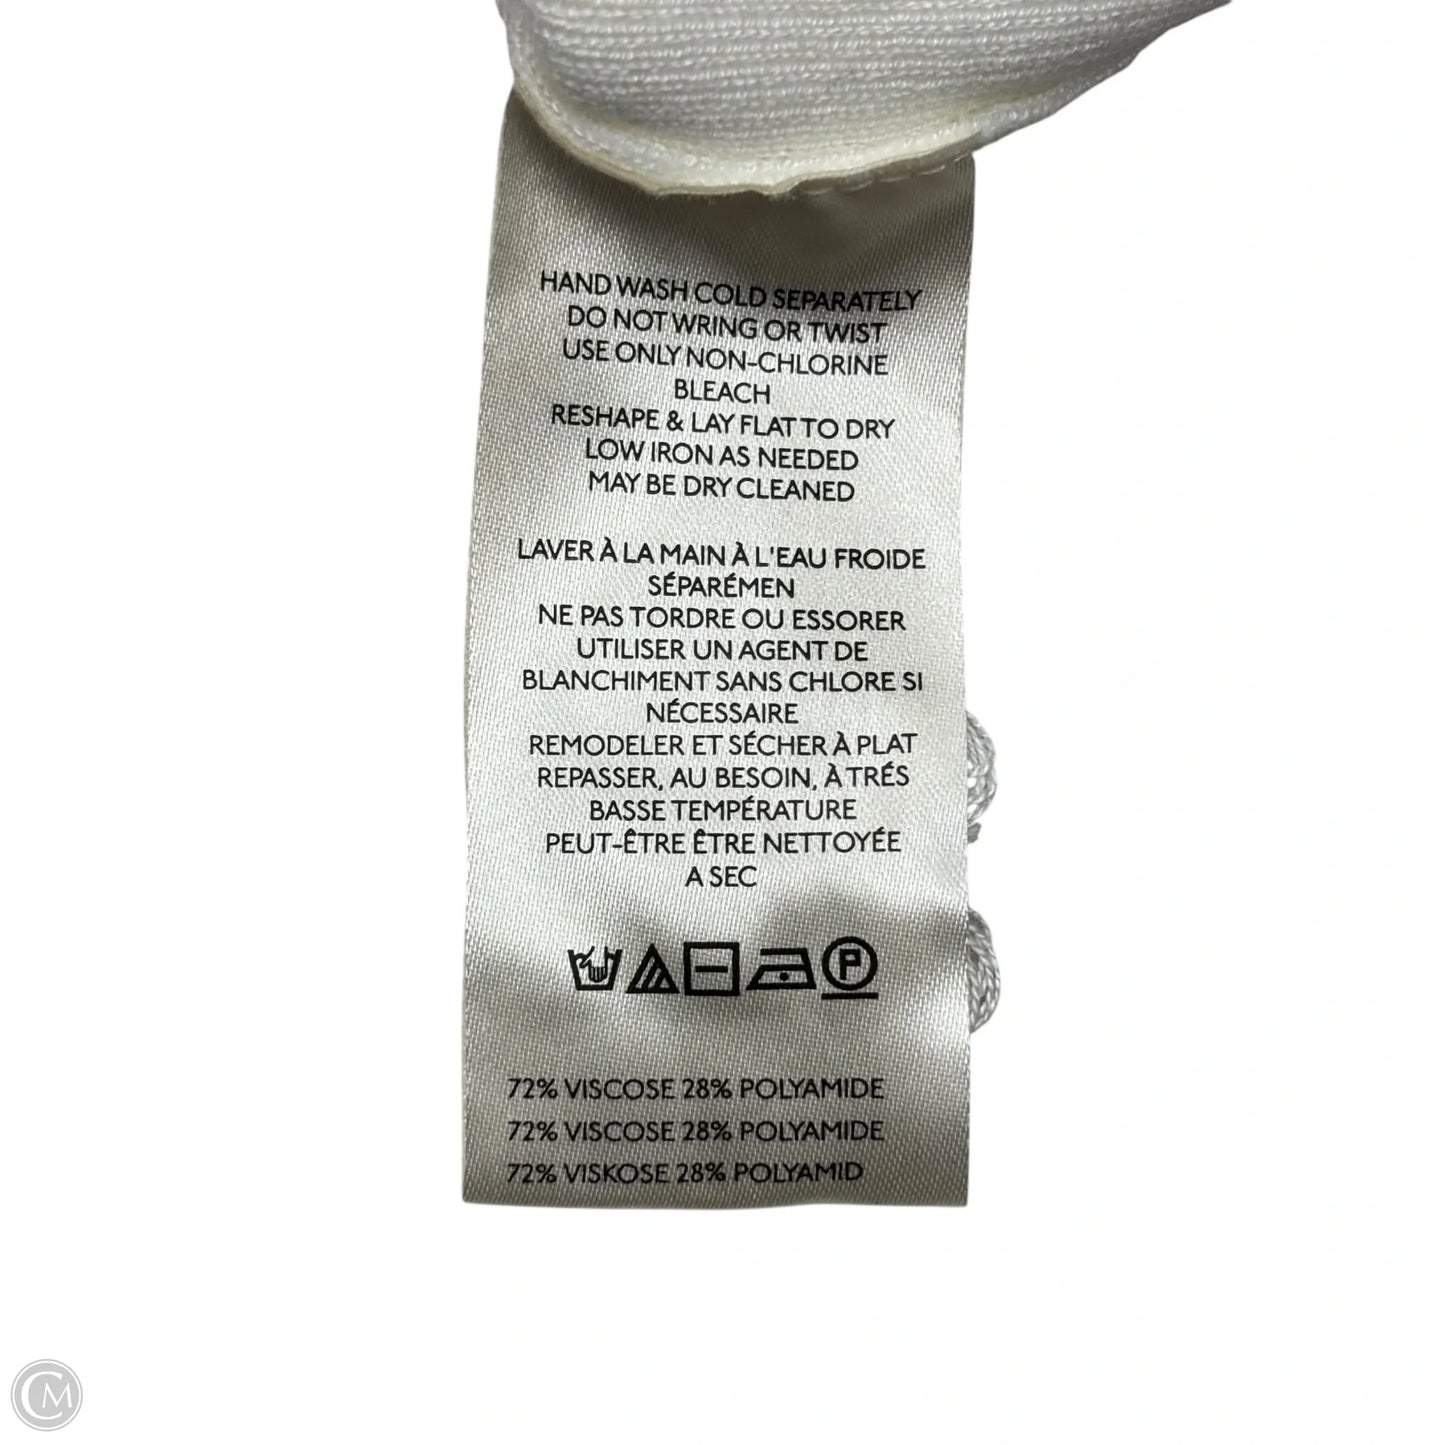 HAND WASH COLD SEPARATELY
DO NOT WRING OR TWIST
USE ONLY NON-CHLORINE
BLEACH
RESHAPE & LAY FLAT TO DRY
LOW IRON AS NEEDED
MAY BE DRY CLEANED
LAVER À LA MAIN À L'EAU FROIDE
SÉPARÉMEN
NE PAS TORDRE OU ESSORER
UTILISER UN AGENT DE
BLANCHIMENT SANS CHLORE SI
NÉCESSAIRE
REMODELER ET SÉCHER À PLAT
REPASSER, AU BESOIN, À TRÉS
BASSE TEMPÉRATURE
PEUT-ÊTRE ÊTRE NETTOYÉE
A SEC
P
72% VISCOSE 28% POLYAMIDE
72% VISCOSE 28% POLYAMIDE
72% VISKOSE 28% POLYAMID
CM